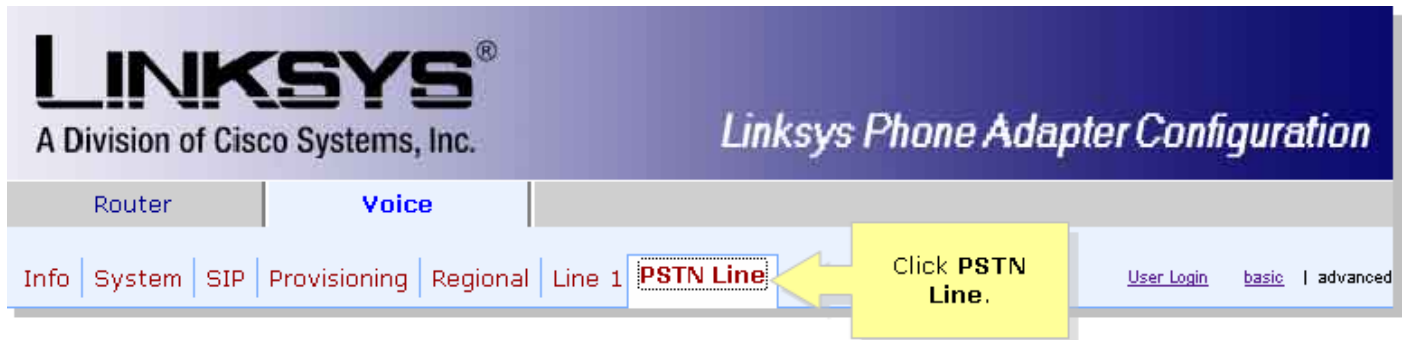 LINKSYS®
A Division of Cisco Systems, Inc.
Linksys Phone Adapter Configuration
Router Voice
Info | System | SIP | Provisioning | Regional | Line 1 PSTN Line
Click PSTN
Line.
User Login basic | advanced